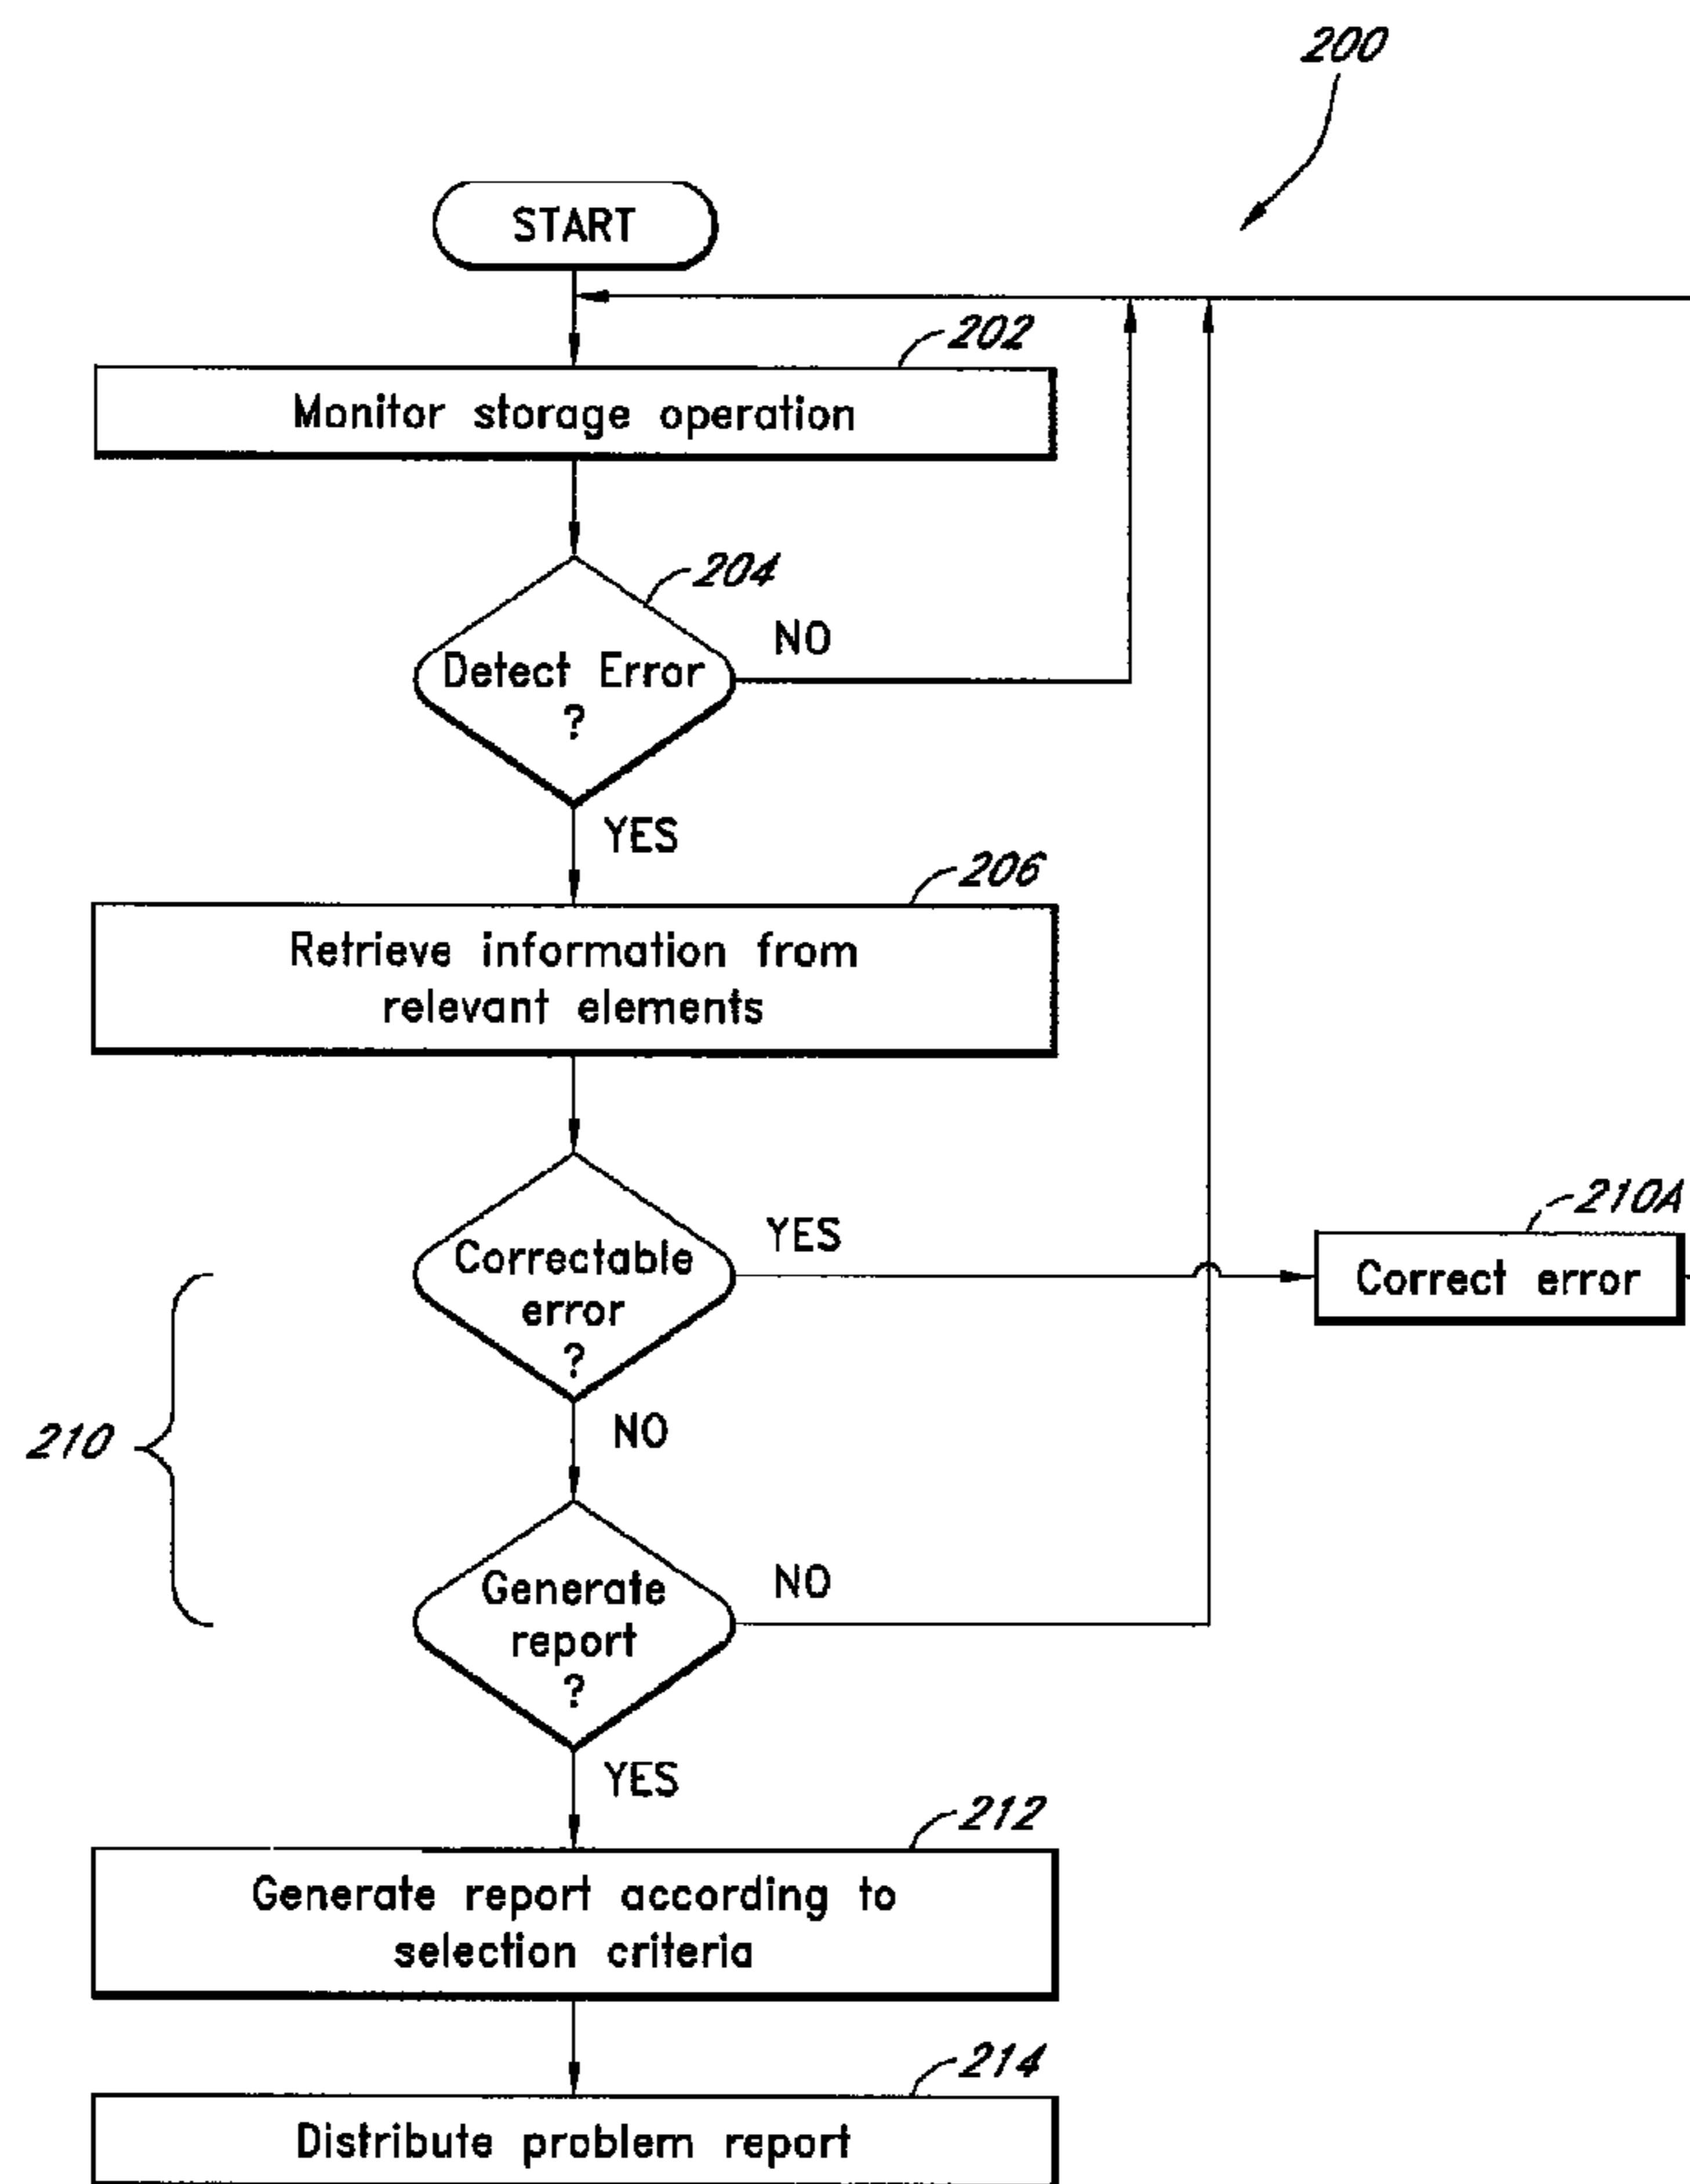 200
START
202
Monitor storage operation
204
Detect Error
?
NO
YES
206
Retrieve information from
relevant elements
Correctable
error
?
YES
210A
Correct error
210
NO
Generate
report
?
NO
YES
212
Generate report according to
selection criteria
214
Distribute problem report